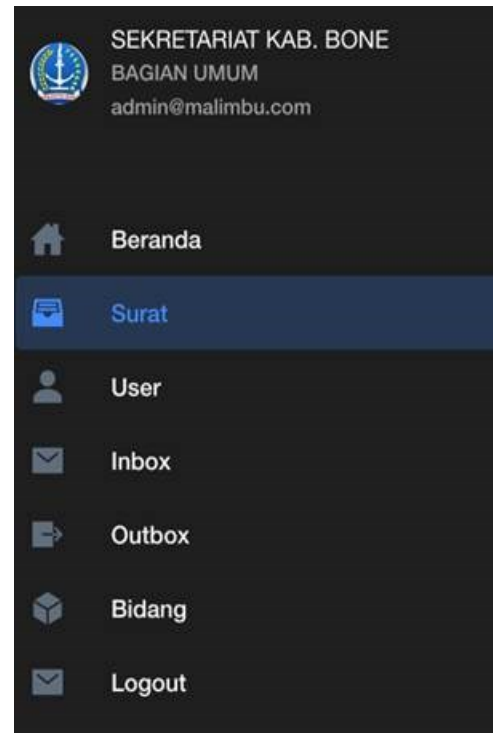 SEKRETARIAT KAB. BONE
BAGIAN UMUM
admin@malimbu.com
Beranda
Surat
User
Inbox
Outbox
Bidang
Logout